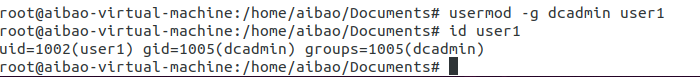 root@aibao-virtual-machine:/home/aibao/Documents# usermod -g dcadmin user1
root@aibao-virtual-machine:/home/aibao/Documents# id user1
uid=1002(user1) gid=1005(dcadmin) groups=1005(dcadmin)
root@aibao-virtual-machine:/home/aibao/Documents#